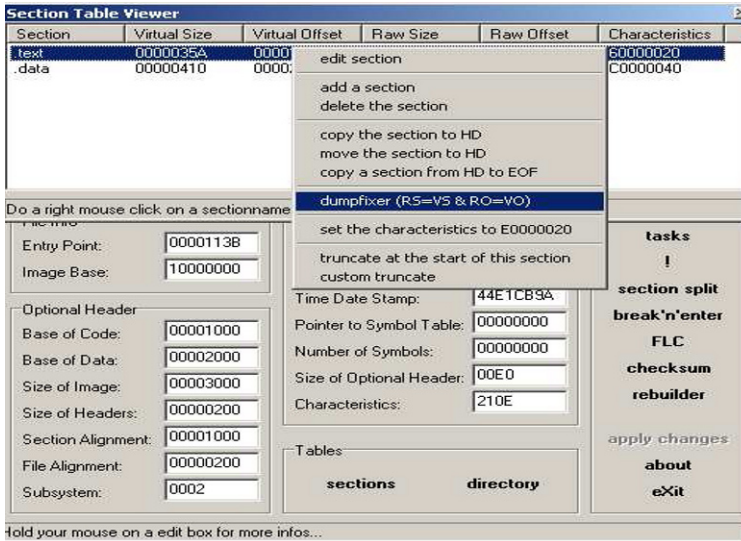 Section Table Viewer
Section Virtual Size Virtual Offset Raw Size Raw Offset Characteristics
.text 0000035A 60000020
.data 00000410 C0000040
edit section
add a section
delete the section
copy the section to HD
move the section to HD
copy a section from HD to EOF
dumpfixer (RS=VS & RO=VO)
set the characteristics to E0000020
truncate at the start of this section
custom truncate
Do a right mouse click on a sectionname
Entry Point: 0000113B
Image Base: 10000000
Optional Header
Base of Code: 00001000
Base of Data: 00002000
Size of Image: 00003000
Size of Headers: 00000200
Section Alignment: 00001000
File Alignment: 00000200
Subsystem: 0002
Time Date Stamp: 44E1CB9A
Pointer to Symbol Table: 00000000
Number of Symbols: 00000000
Size of Optional Header: 00E0
Characteristics: 210E
Tables
sections directory
tasks
!
section split
break'n'enter
FLC
checksum
rebuilder
apply changes
about
eXit
Hold your mouse on a edit box for more infos...